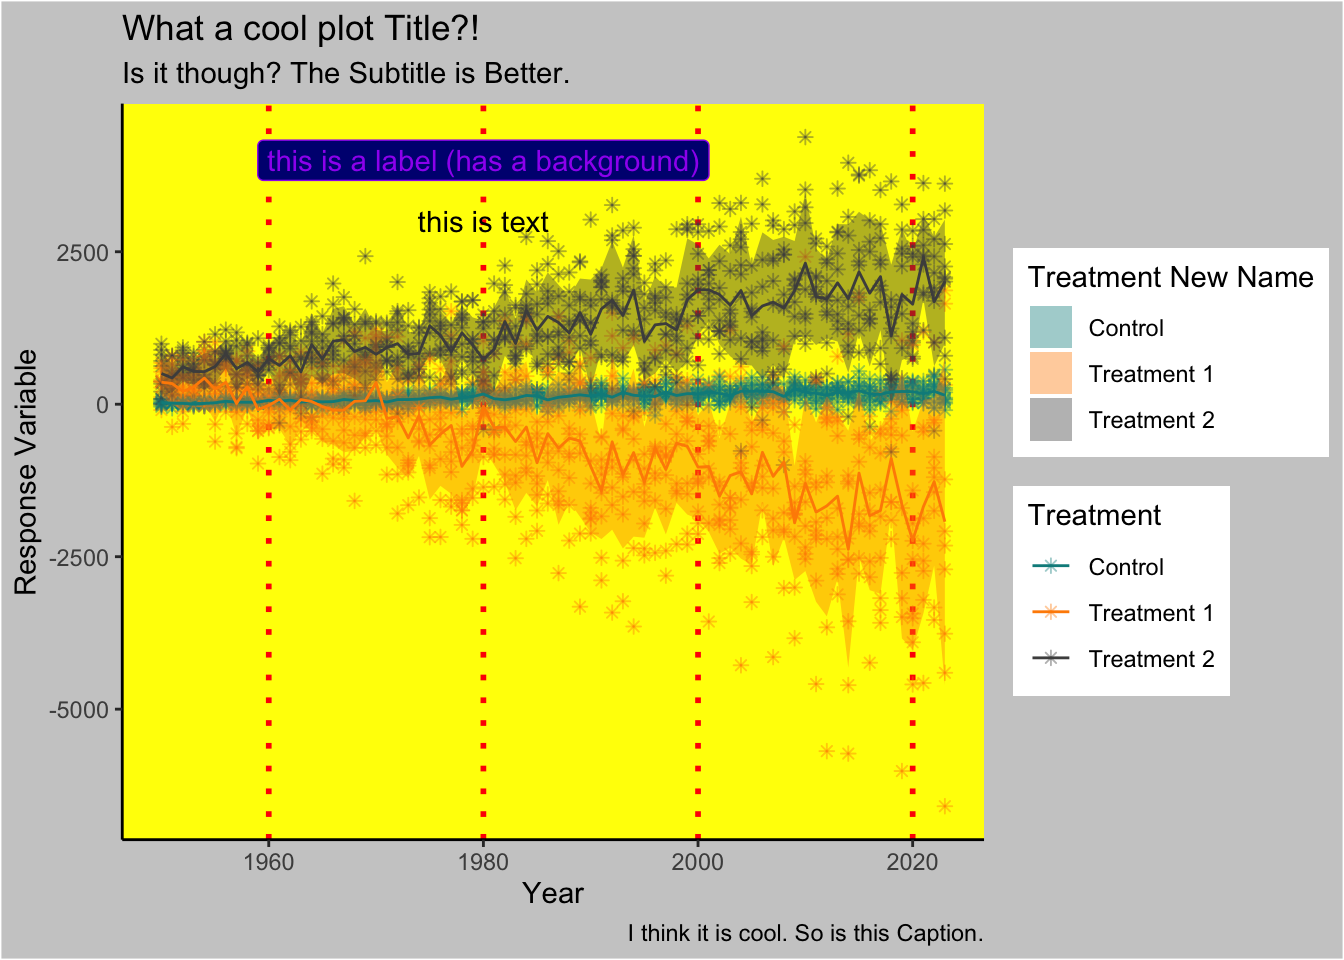 What a cool plot Title?!
Is it though? The Subtitle is Better.
this is a label (has a background)
this is text
2500
0
-2500
-5000
Response Variable
1960
1980
2000
2020
Year
I think it is cool. So is this Caption.
Treatment New Name
Control
Treatment 1
Treatment 2
Treatment
Control
Treatment 1
Treatment 2